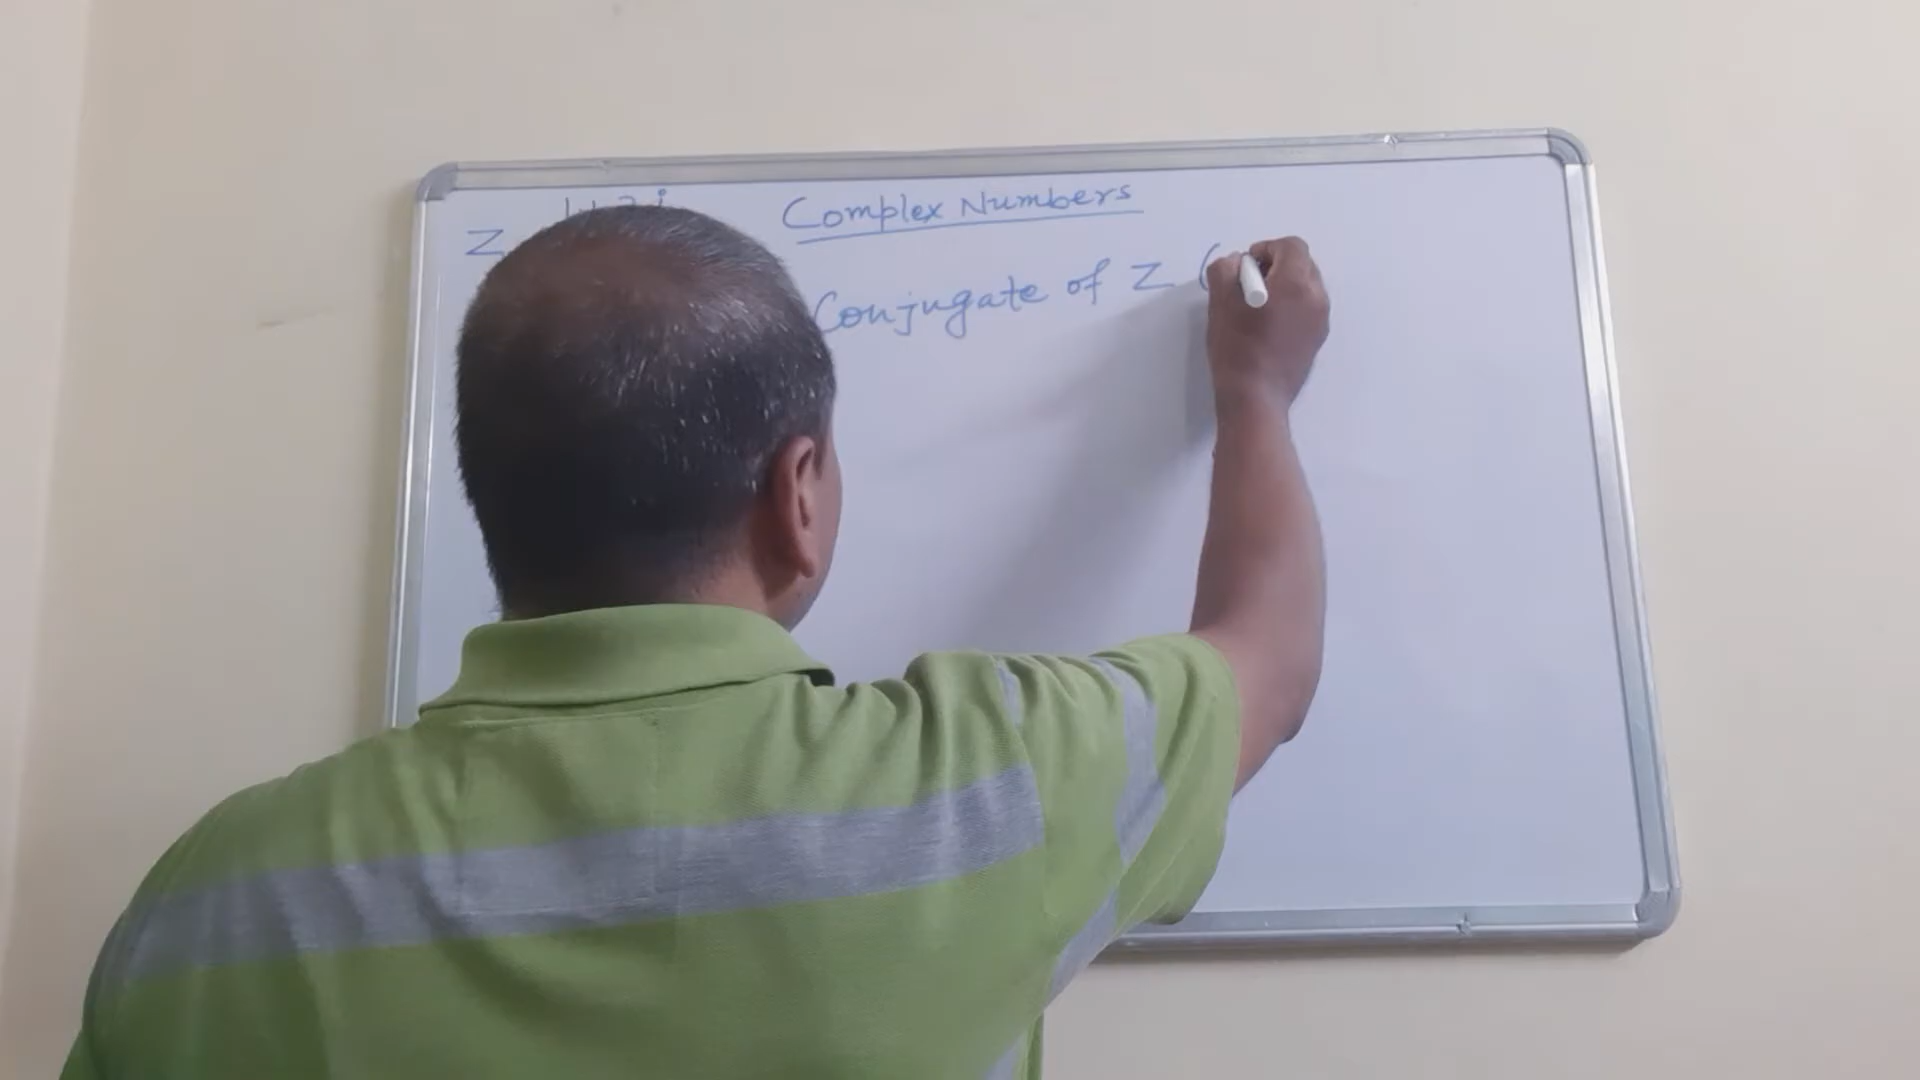 Complex Numbers
Z
Conjugate of Z (